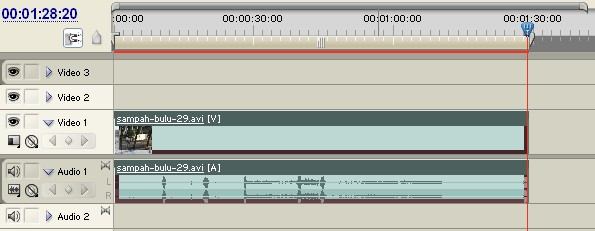 00:01:28:20
:00:00 00:00:30:00 00:01:00:00 00:01:30:00
Video 3
Video 2
Video 1
sampah-bulu-29.avi [V]
Audio 1
sampah-bulu-29.avi [A]
L
R
Audio 2